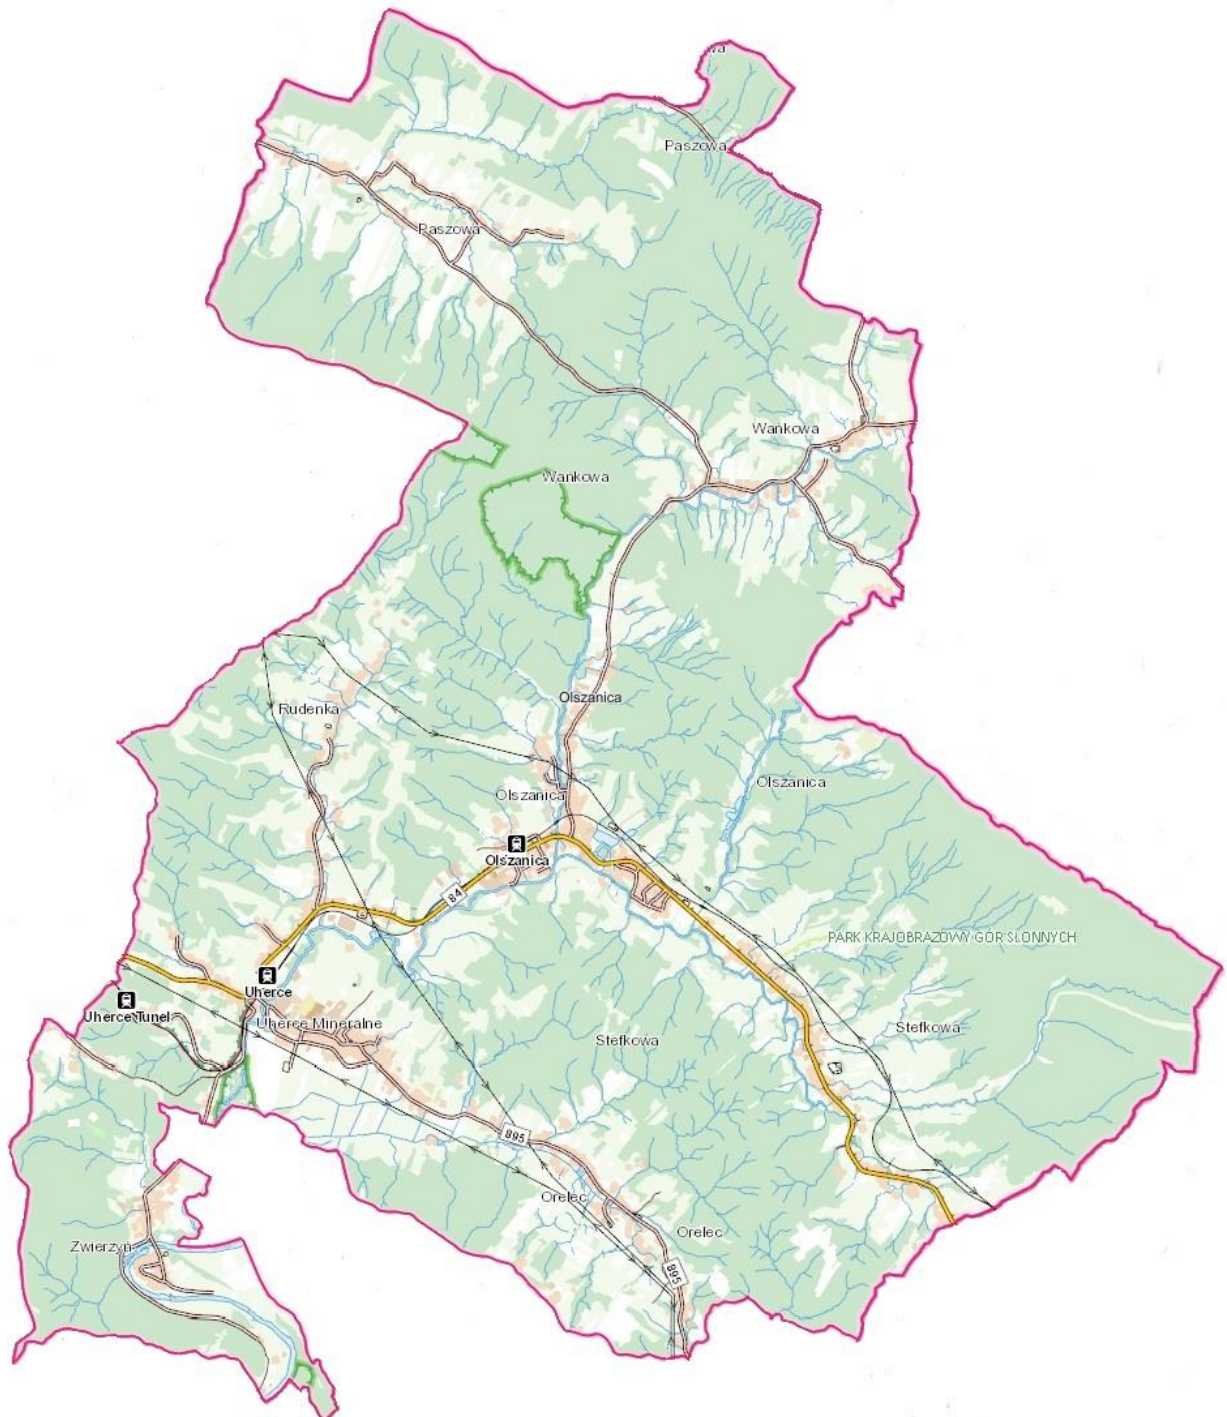 wa
Paszowa
Paszowa
Wańkowa
Wańkowa
Olszanica
Rudenka
Olszanica
Olszanica
Olszanica
84
PARK KRAJOBRAZOWY GÓR SŁONNYCH
Uherce
Uherce Tunel
Uherce Mineralne
Stefkowa
Stefkowa
895
Orelec
Orelec
Zwierzyń
895